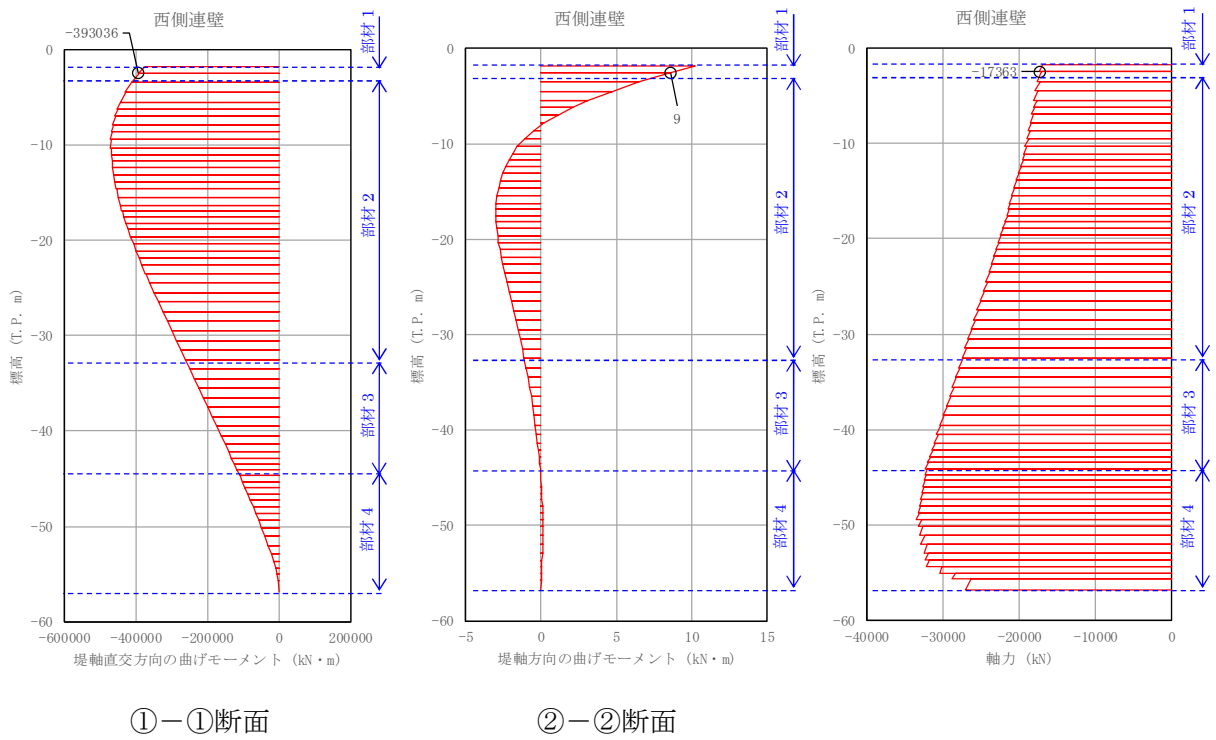 西側連壁
-393036
部材1
部材2
部材3
部材4
標高 (T.P. m)
0
-10
-20
-30
-40
-50
-60
-600000 -400000 -200000 0 200000
堤軸直交方向の曲げモーメント (kN・m)
①－①断面
西側連壁
9
部材1
部材2
部材3
部材4
標高 (T.P. m)
0
-10
-20
-30
-40
-50
-60
-5 0 5 10 15
堤軸方向の曲げモーメント (kN・m)
②－②断面
西側連壁
-17363
部材1
部材2
部材3
部材4
標高 (T.P. m)
0
-10
-20
-30
-40
-50
-60
-40000 -30000 -20000 -10000 0
軸力 (kN)